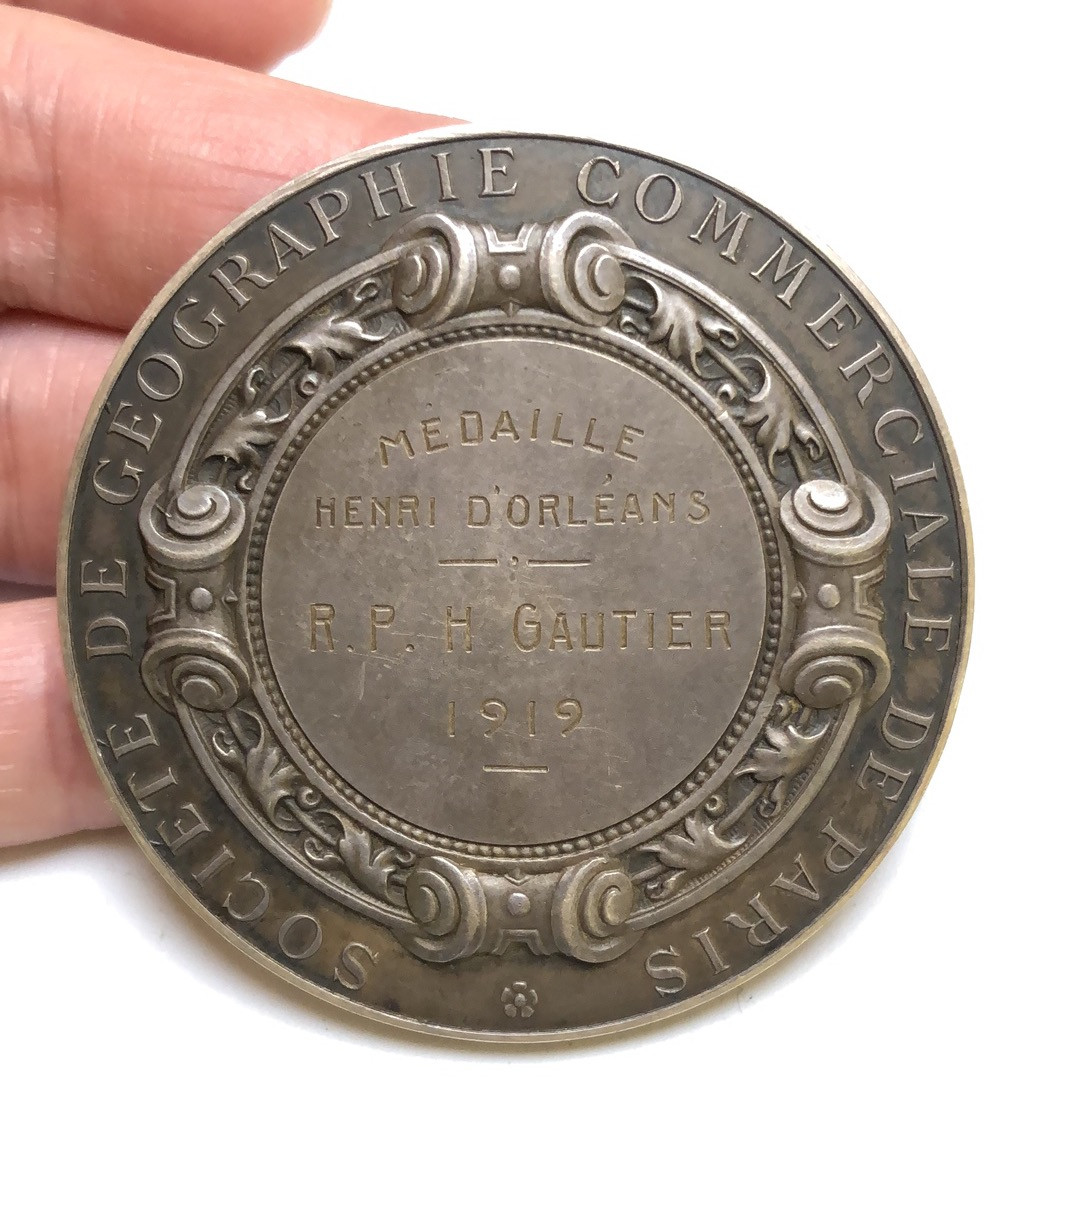 SOCIÉTÉ DE GÉOGRAPHIE COMMERCIALE DE PARIS
MÉDAILLE
HENRI D'ORLÉANS
R. P. H GAUTIER
1919